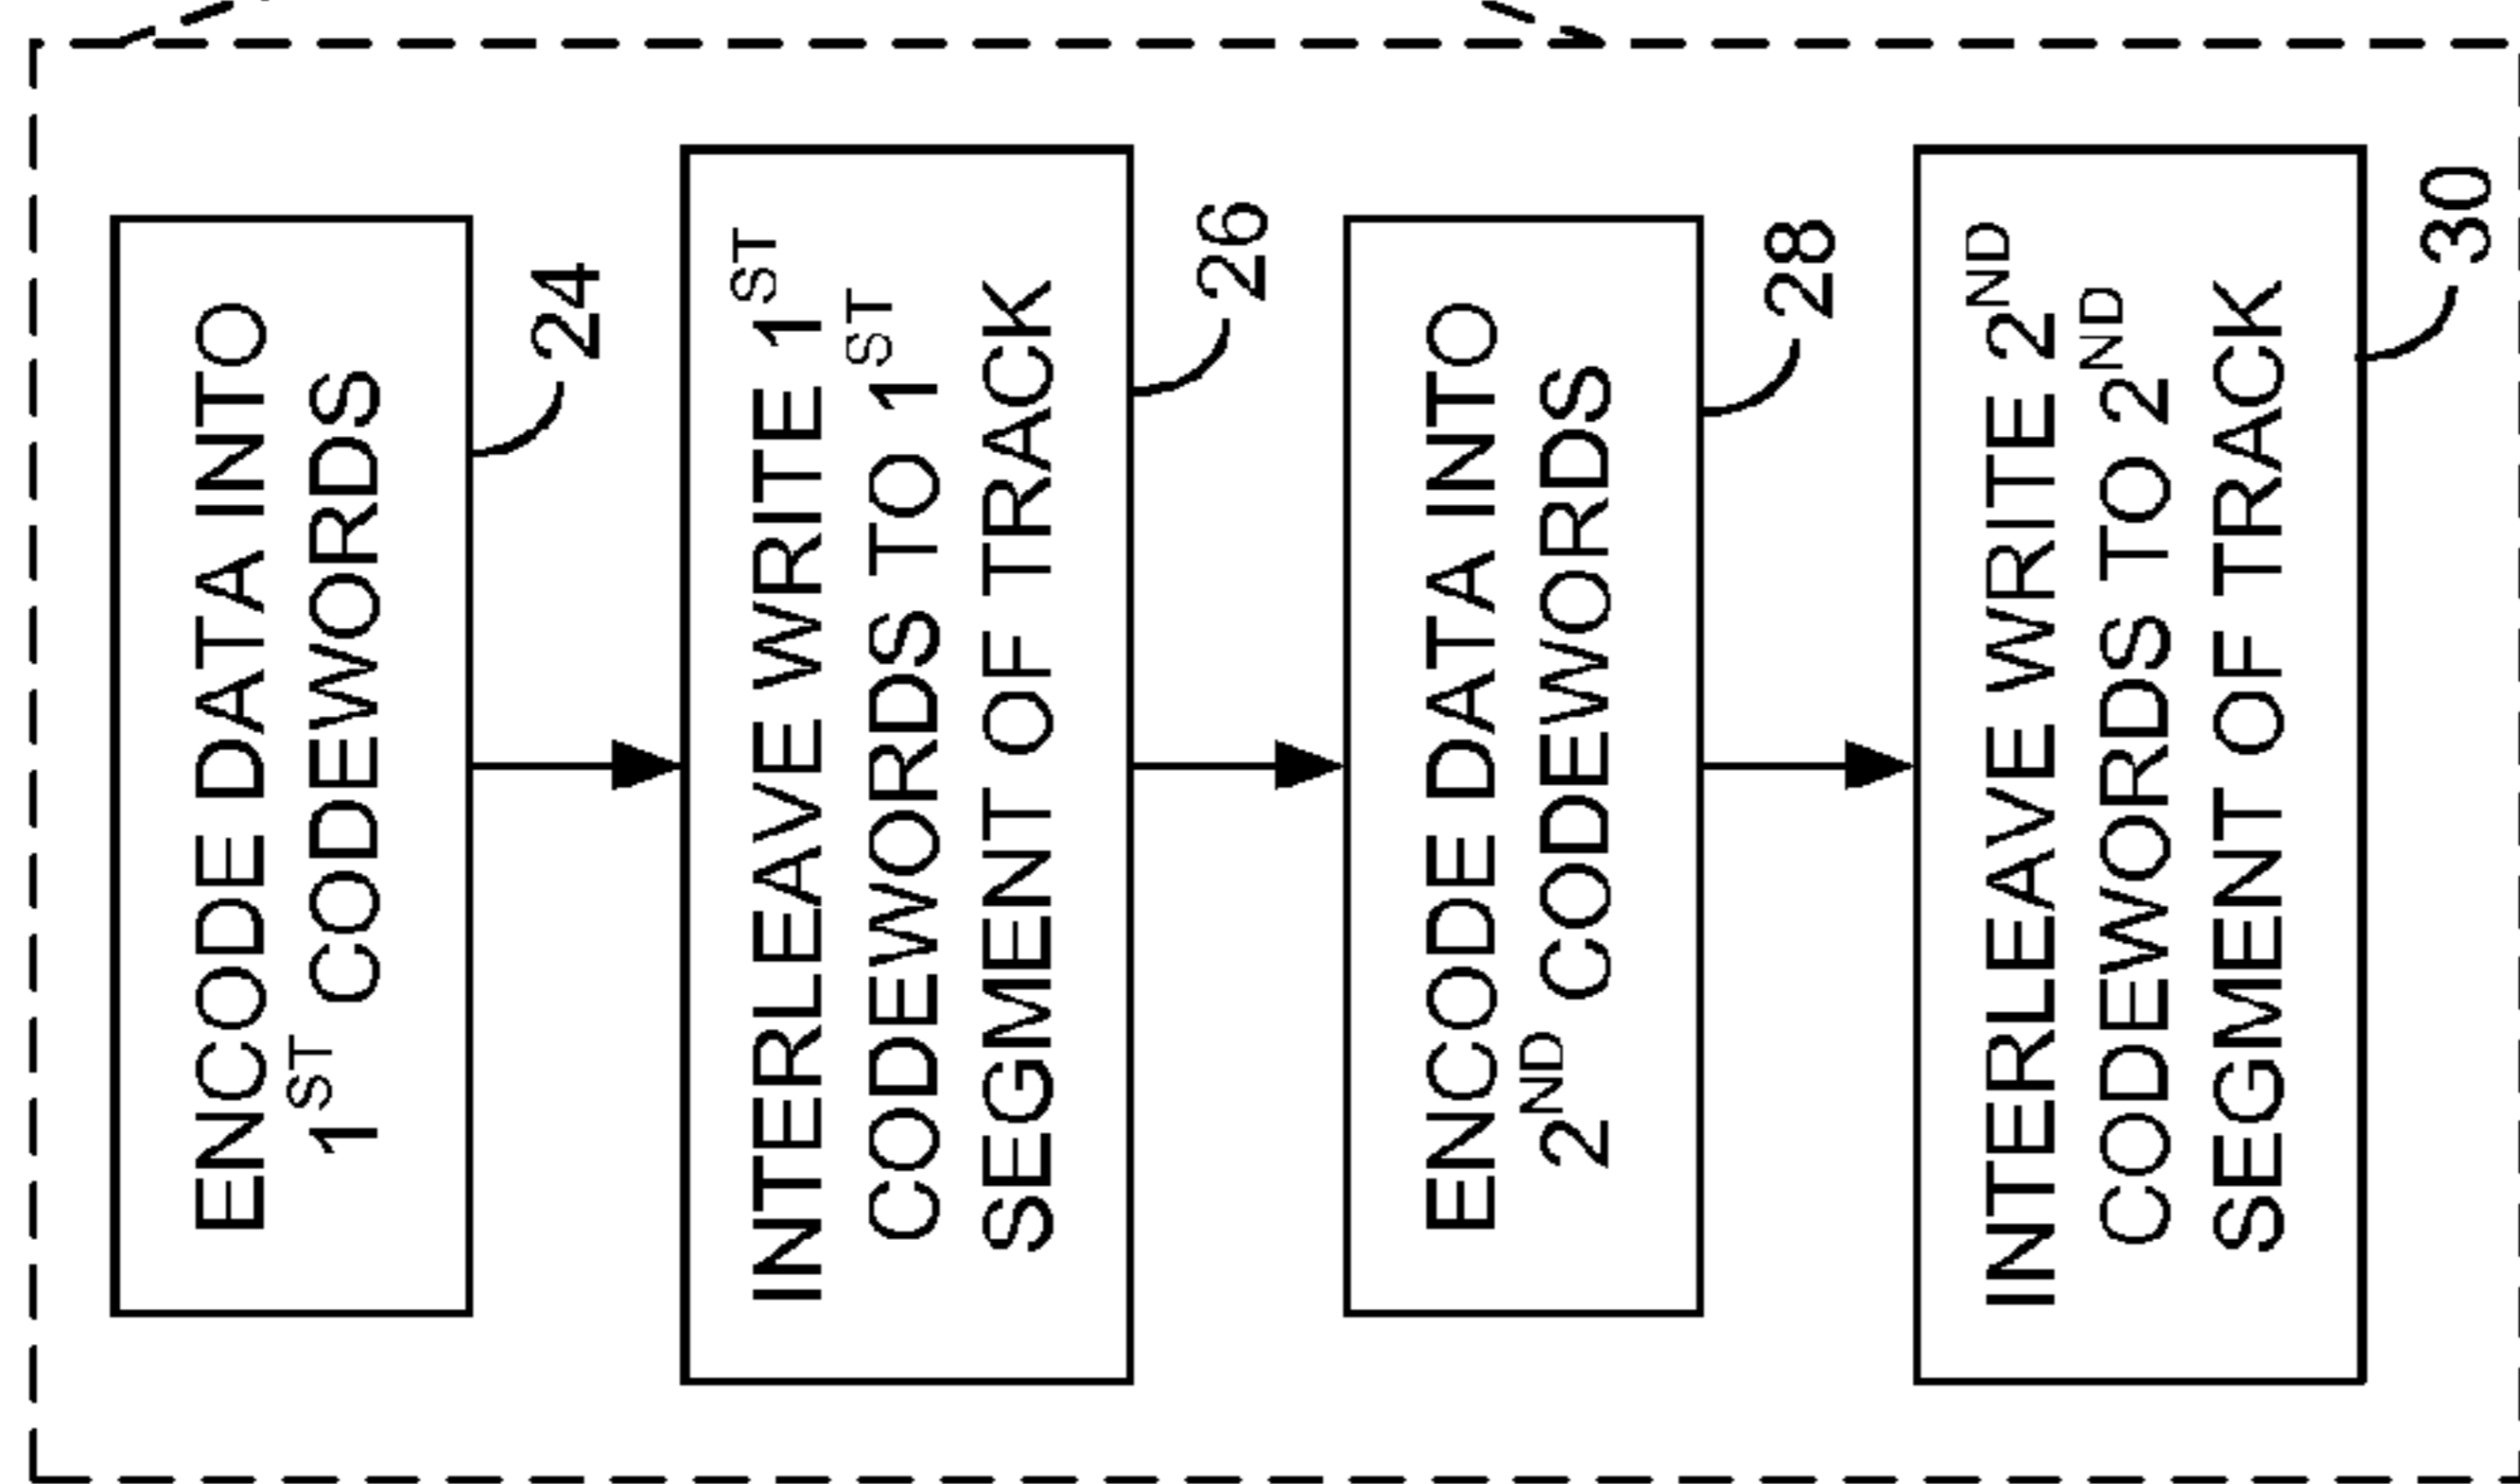 ENCODE DATA INTO
1ST CODEWORDS
24
INTERLEAVE WRITE 1ST
CODEWORDS TO 1ST
SEGMENT OF TRACK
26
ENCODE DATA INTO
2ND CODEWORDS
28
INTERLEAVE WRITE 2ND
CODEWORDS TO 2ND
SEGMENT OF TRACK
30